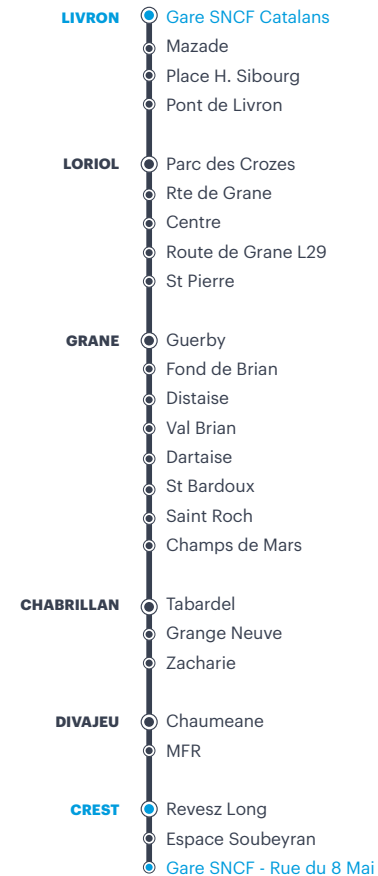 LIVRON Gare SNCF Catalans
Mazade
Place H. Sibourg
Pont de Livron
LORIOL Parc des Crozes
Rte de Grane
Centre
Route de Grane L29
St Pierre
GRANE Guerby
Fond de Brian
Distaise
Val Brian
Dartaise
St Bardoux
Saint Roch
Champs de Mars
CHABRILLAN Tabardel
Grange Neuve
Zacharie
DIVAJEU Chaumeane
MFR
CREST Revesz Long
Espace Soubeyran
Gare SNCF - Rue du 8 Mai